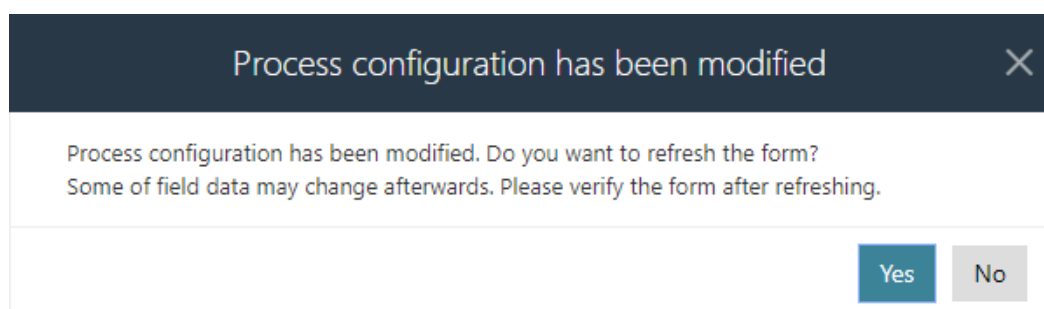 Process configuration has been modified
Process configuration has been modified. Do you want to refresh the form?
Some of field data may change afterwards. Please verify the form after refreshing.
Yes No